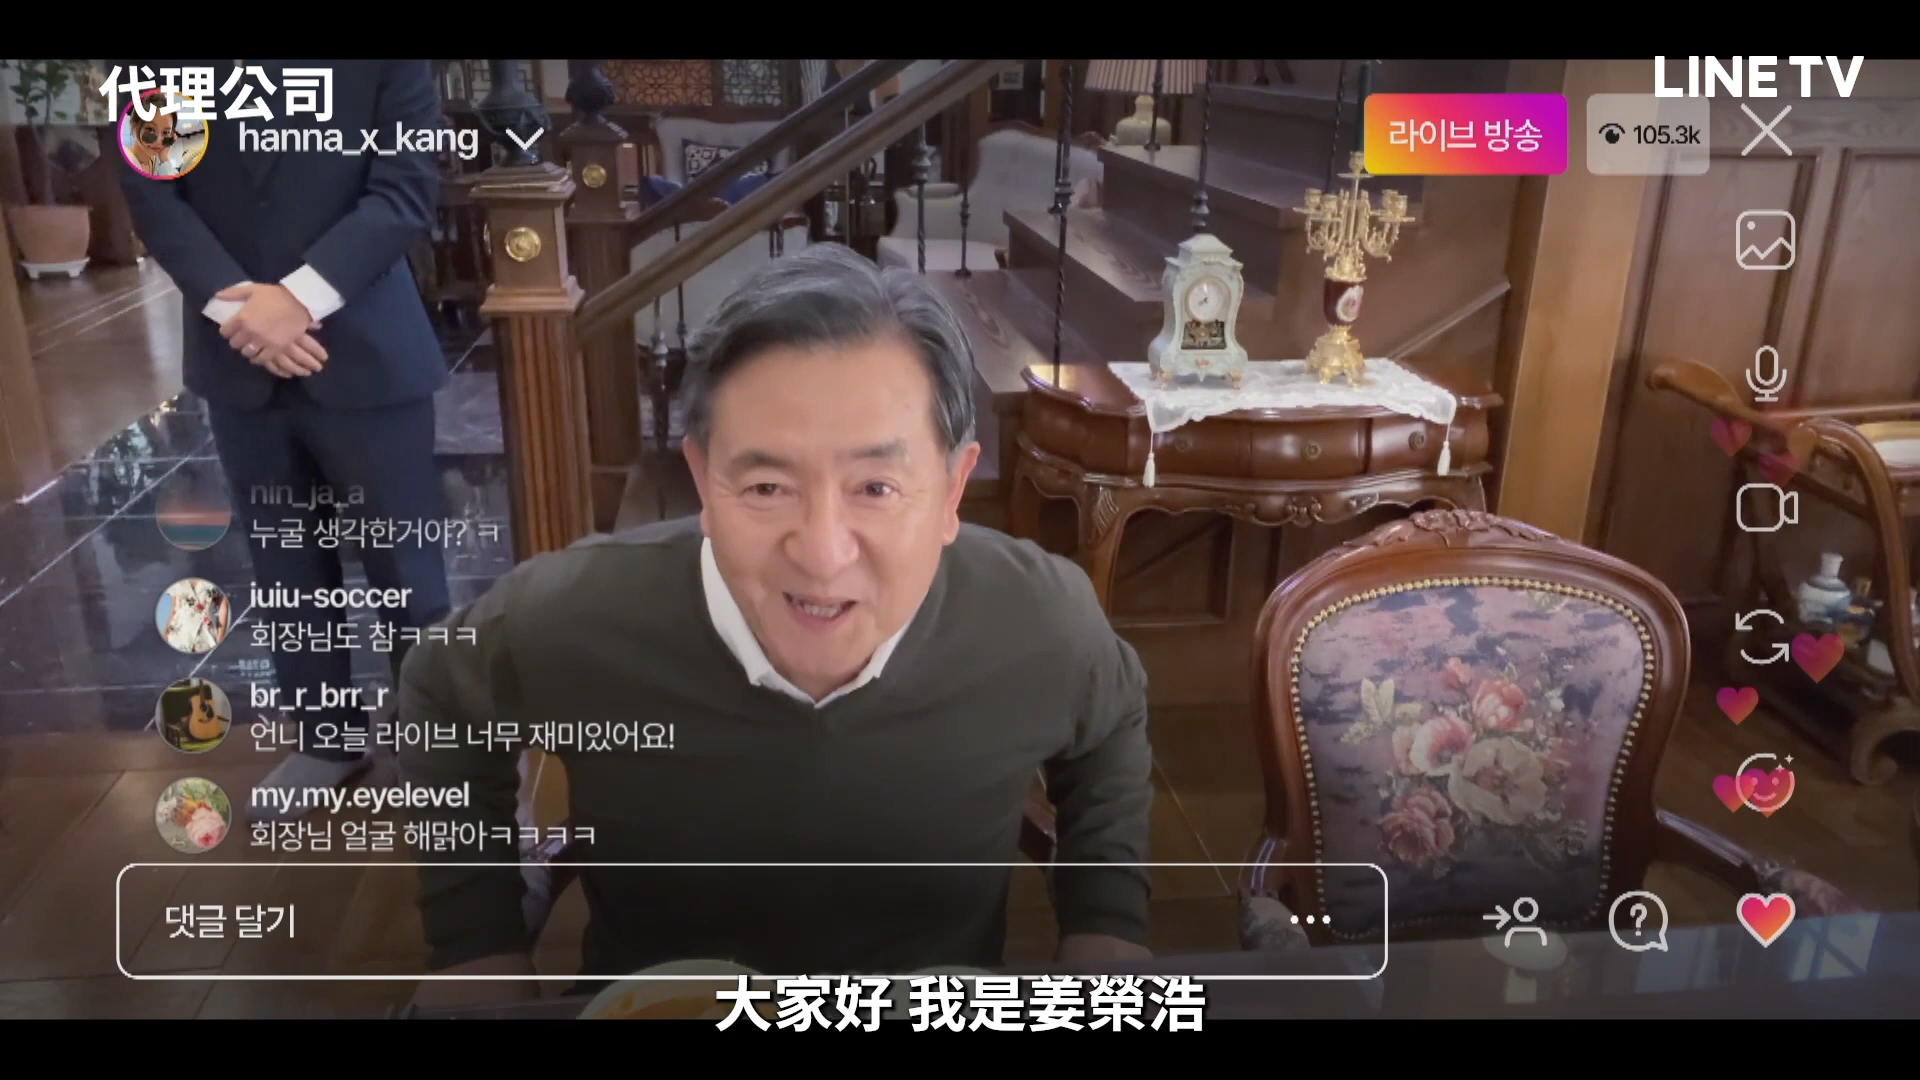 代理公司
LINE TV
hanna_x_kang
라이브 방송
105.3k
nin_ja_a
누굴 생각한거야? ㅋ
iuiu-soccer
회장님도 참ㅋㅋㅋ
br_r_brr_r
언니 오늘 라이브 너무 재미있어요!
my.my.eyelevel
회장님 얼굴 해맑아ㅋㅋㅋㅋ
댓글 달기
大家好 我是姜榮浩